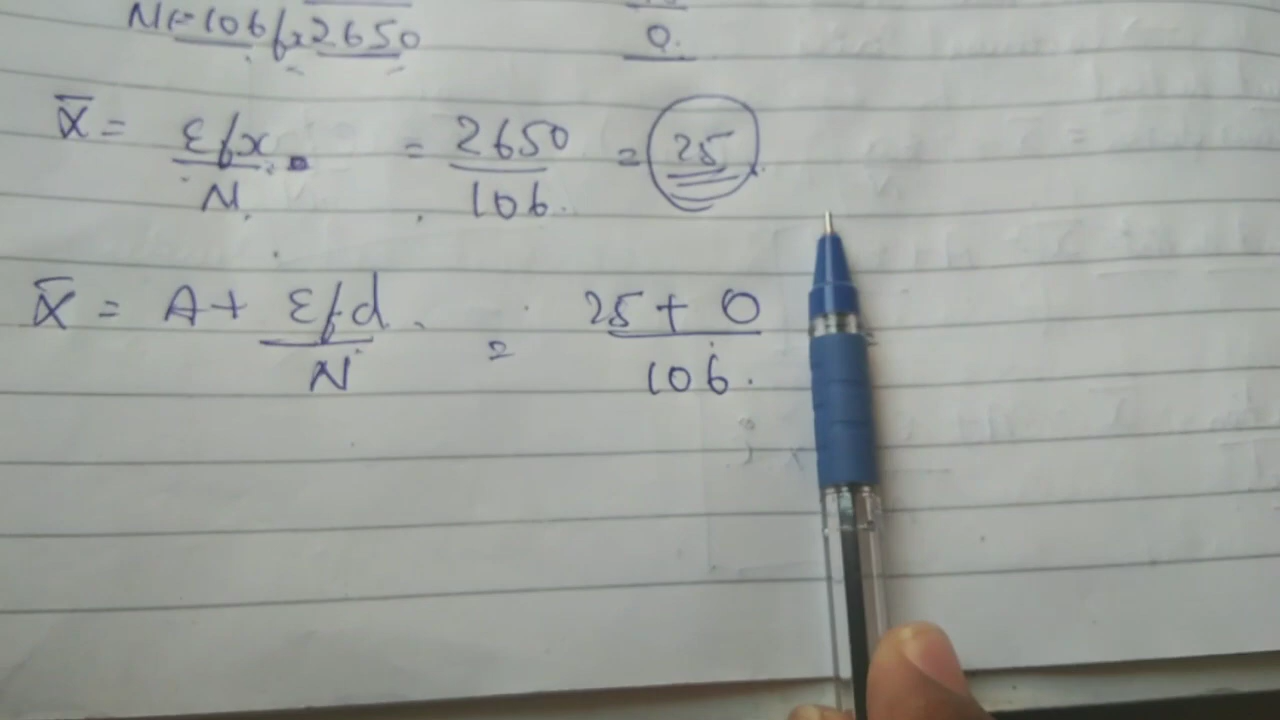 N=106 fx 2650
0.
x̄ = Σfx = 2650 = 25
N. 106.
x̄ = A + Σfd = 25 + 0
N 106.